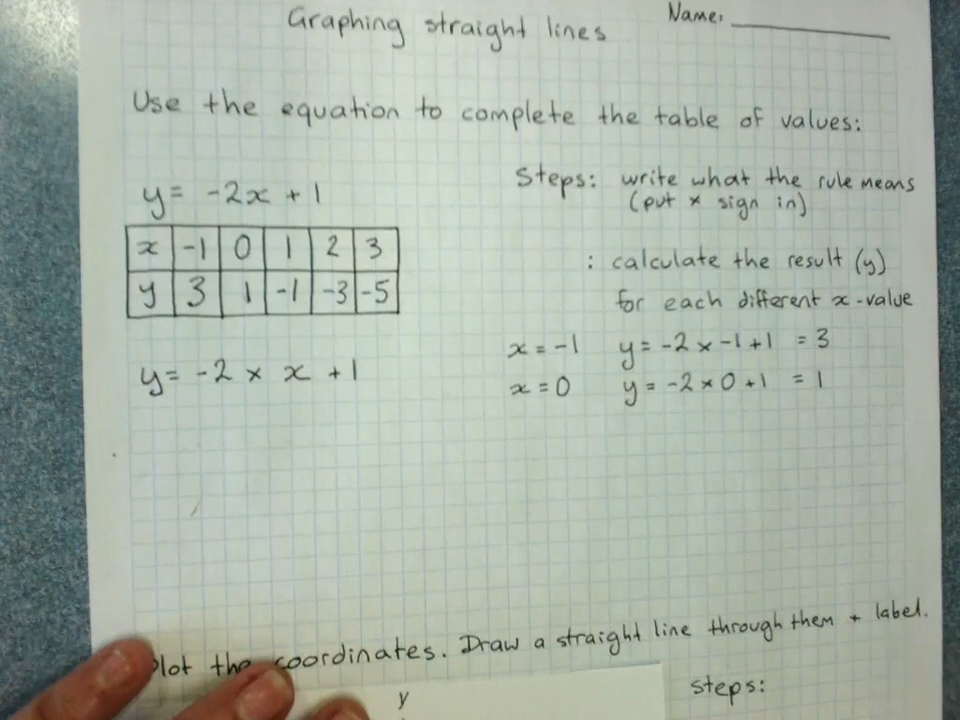 Graphing straight lines
Name: ________
Use the equation to complete the table of values:
y = -2x + 1
x -1 0 1 2 3
y 3 1 -1 -3 -5
y = -2 × x + 1
Steps: write what the rule means
(put × sign in)
: calculate the result (y)
for each different x-value
x = -1 y = -2 × -1 + 1 = 3
x = 0 y = -2 × 0 + 1 = 1
Plot the coordinates. Draw a straight line through them + label.
y
steps: